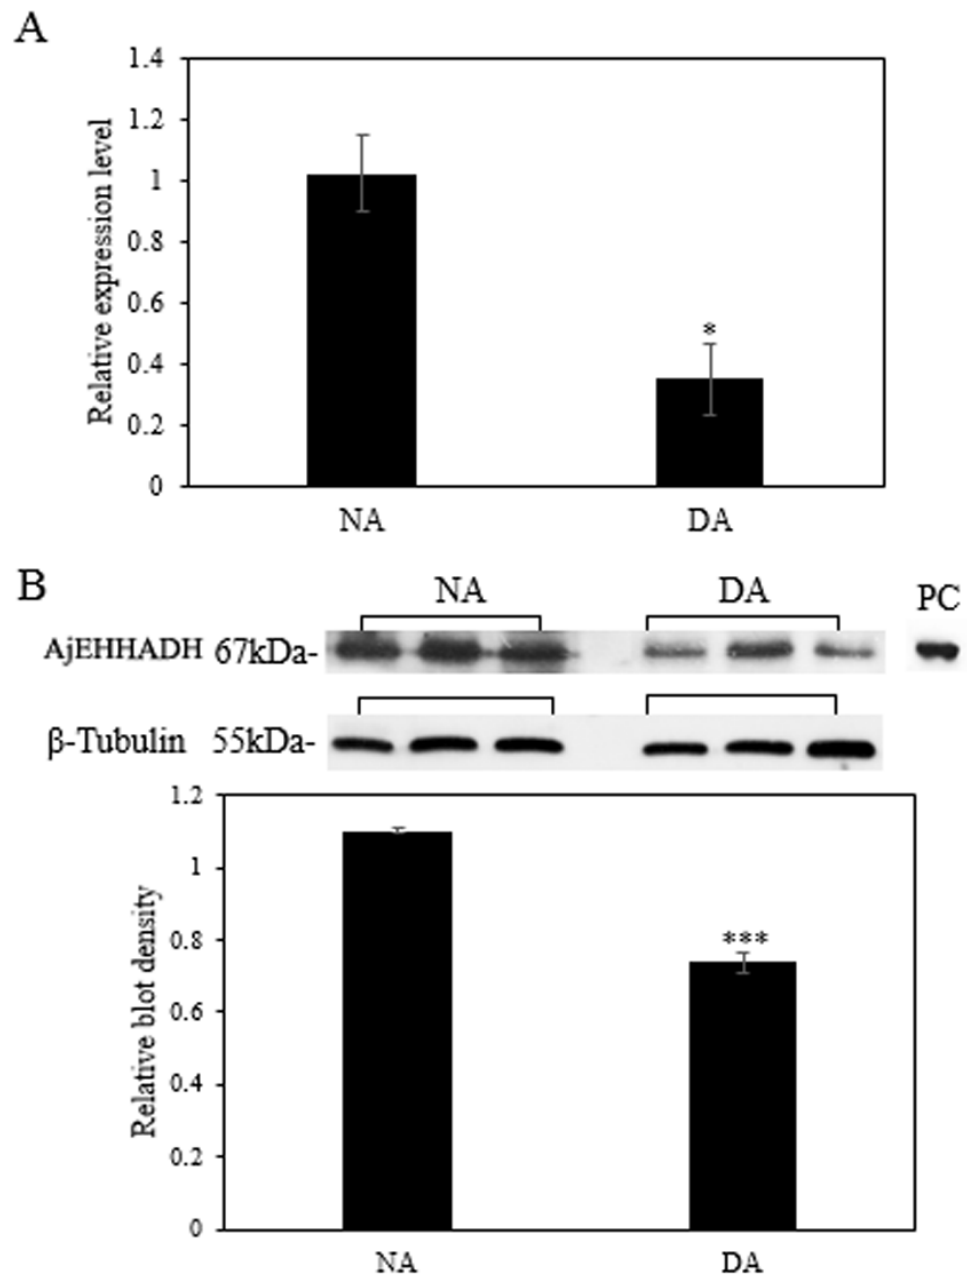 A
1.4
1.2
1
0.8
0.6
0.4
0.2
0
Relative expression level
*
NA
DA
B
NA
DA
PC
AjEHHADH 67kDa-
β-Tubulin 55kDa-
1.2
1
0.8
0.6
0.4
0.2
0
Relative blot density
***
NA
DA